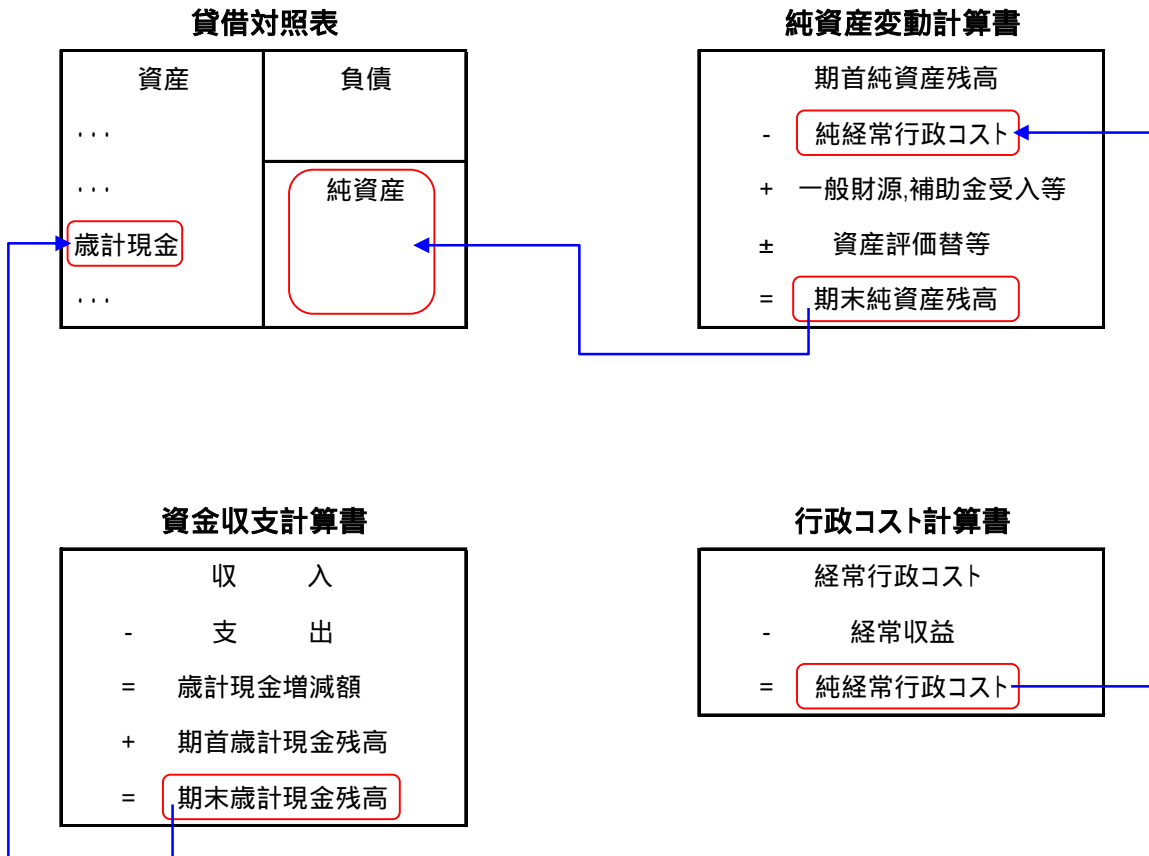 貸借対照表
資産
負債
･･･
･･･
純資産
歳計現金
･･･
純資産変動計算書
期首純資産残高
- 純経常行政コスト
+ 一般財源,補助金受入等
± 資産評価替等
= 期末純資産残高
資金収支計算書
収 入
- 支 出
= 歳計現金増減額
+ 期首歳計現金残高
= 期末歳計現金残高
行政コスト計算書
経常行政コスト
- 経常収益
= 純経常行政コスト